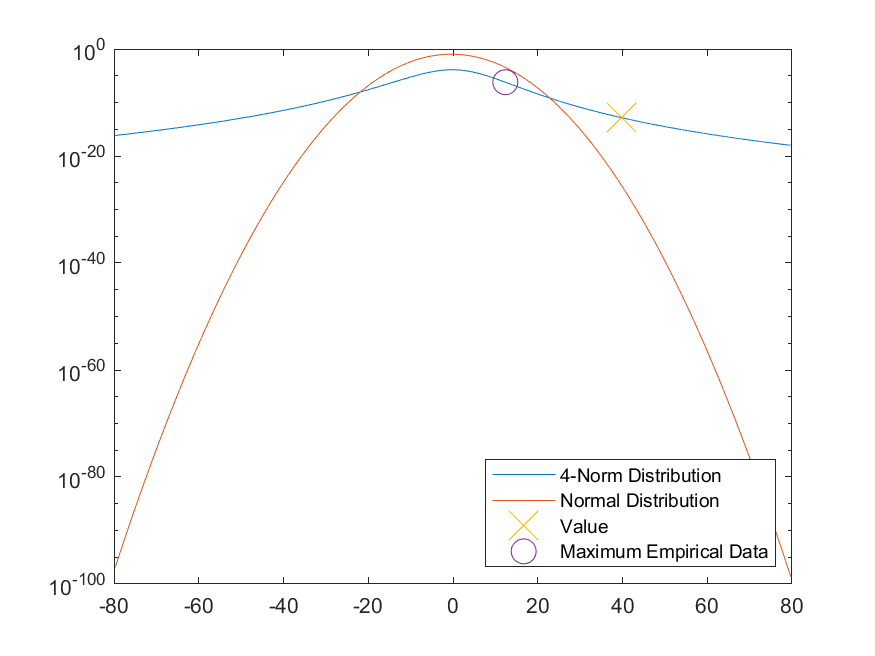 10^0
10^-20
10^-40
10^-60
10^-80
10^-100
-80 -60 -40 -20 0 20 40 60 80
4-Norm Distribution
Normal Distribution
Value
Maximum Empirical Data